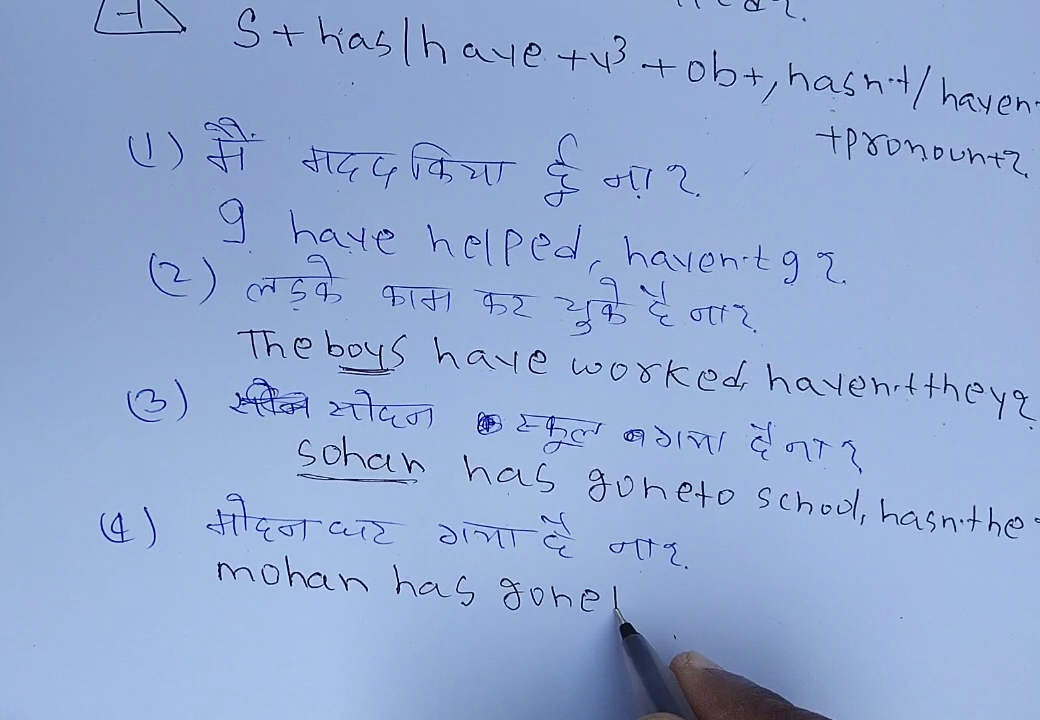 S + has/have + v³ + obt, hasn't/haven
+pronoun+?
(1) मैं मदद किया हूँ ना?
I have helped, haven't I?
(2) लड़के काम कर चुके है ना?
The boys have worked, haven't they?
(3) सोहन स्कूल गया है ना?
Sohan has gone to school, hasn't he?
(4) मोहन घर गया है ना?
mohan has gone